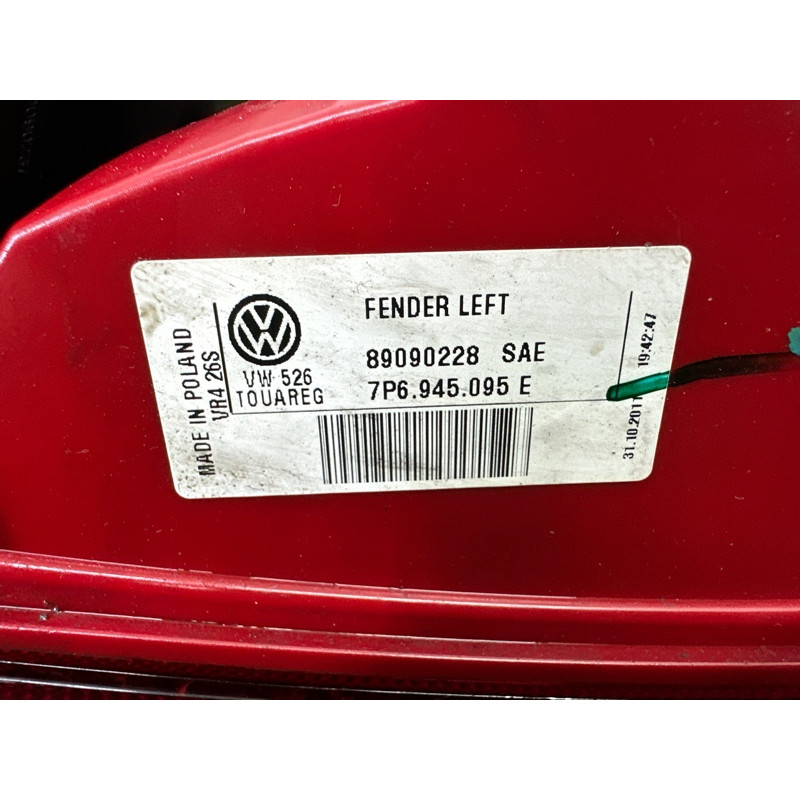 FENDER LEFT
89090228 SAE
7P6.945.095 E
VW 526
TOUAREG
MADE IN POLAND
VR4 26S
31.10.2011
19:42:47